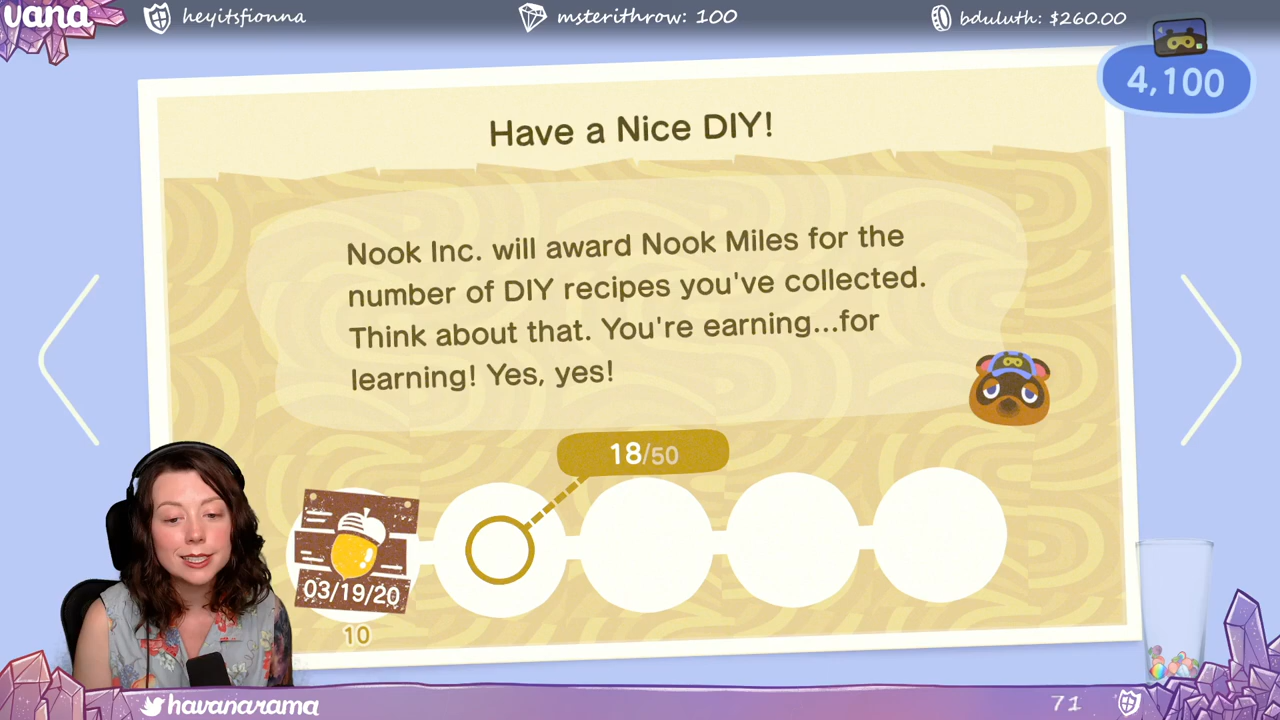 vana
heyitsfionna
msterithrow: 100
bduluth: $260.00
4,100
Have a Nice DIY!
Nook Inc. will award Nook Miles for the
number of DIY recipes you've collected.
Think about that. You're earning...for
learning! Yes, yes!
18/50
03/19/20
10
havanarama
71